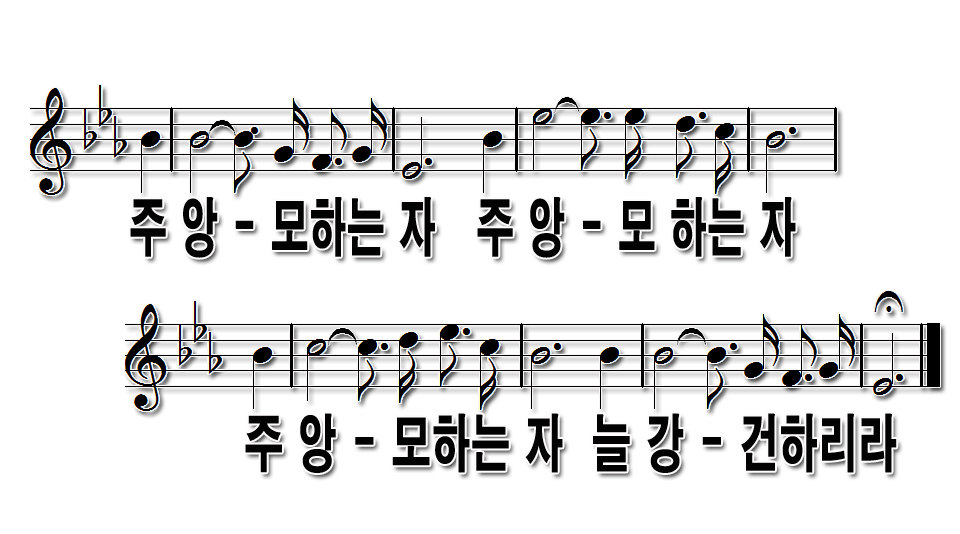 주 앙 - 모하는 자 주 앙 - 모 하는 자
주 앙 - 모하는 자 늘 강 - 건하리라